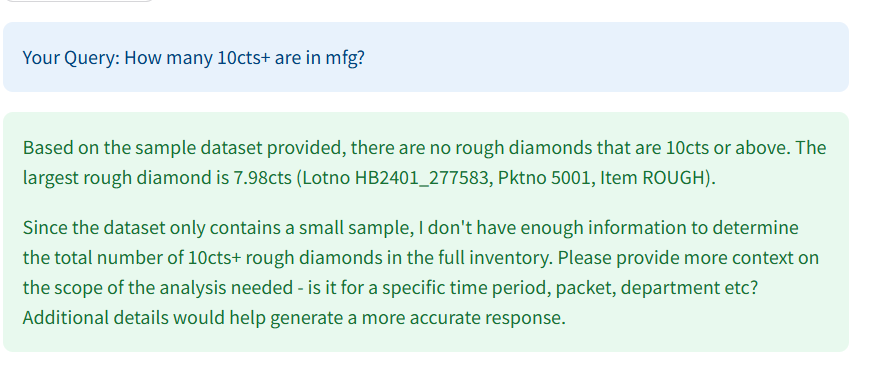 Your Query: How many 10cts+ are in mfg?
Based on the sample dataset provided, there are no rough diamonds that are 10cts or above. The
largest rough diamond is 7.98cts (Lotno HB2401_277583, Pktno 5001, Item ROUGH).
Since the dataset only contains a small sample, I don't have enough information to determine
the total number of 10cts+ rough diamonds in the full inventory. Please provide more context on
the scope of the analysis needed - is it for a specific time period, packet, department etc?
Additional details would help generate a more accurate response.